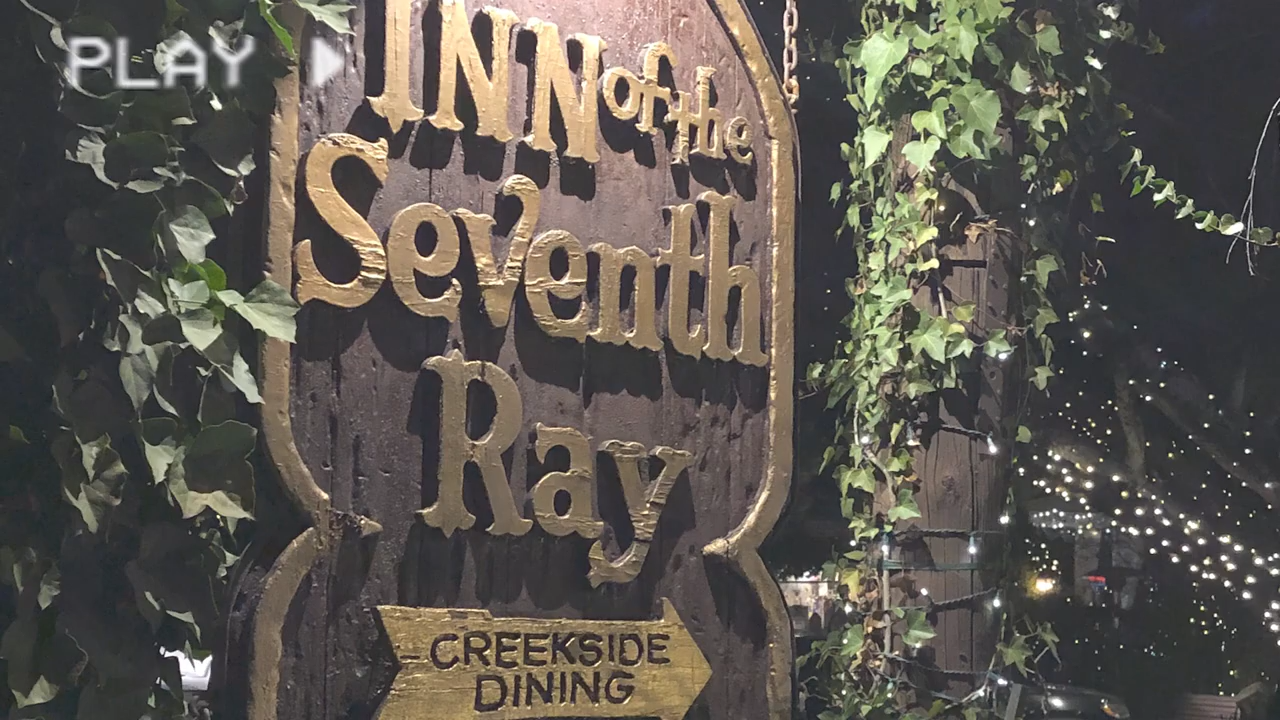 PLAY
INN of the
Seventh
Ray
CREEKSIDE
DINING